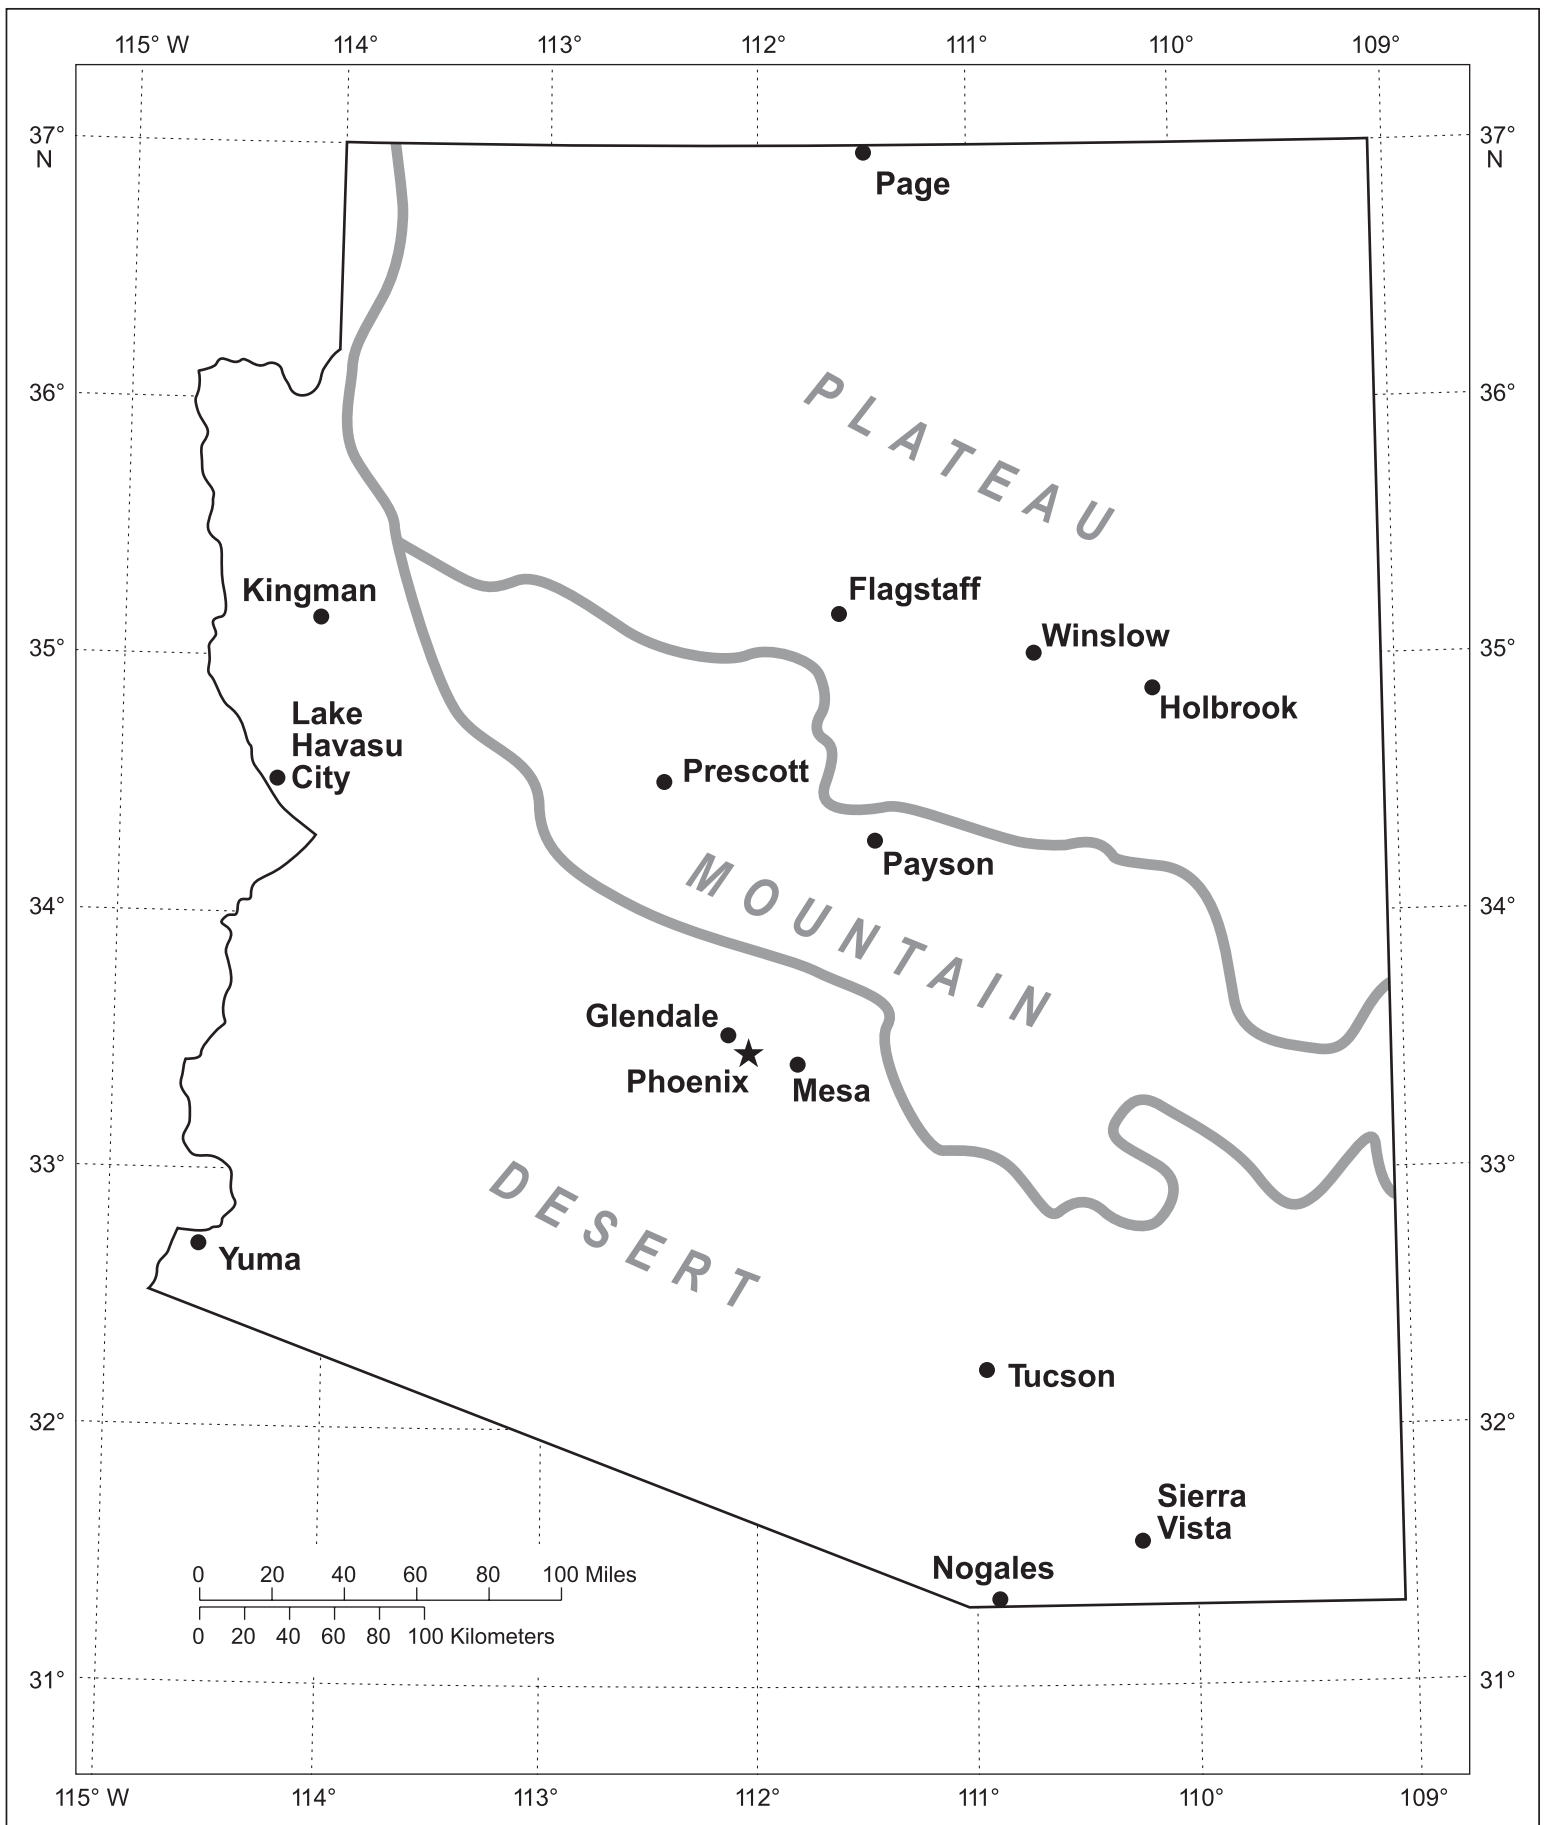 115° W 114° 113° 112° 111° 110° 109°
37° 37°
N N
Page
PLATEAU
36° 36°
Kingman
Flagstaff
Winslow
35° 35°
Holbrook
Lake
Havasu
City
Prescott
Payson
MOUNTAIN
34° 34°
Glendale
Phoenix
Mesa
33° 33°
DESERT
Yuma
Tucson
32° 32°
Sierra
Vista
Nogales
0 20 40 60 80 100 Miles
0 20 40 60 80 100 Kilometers
31° 31°
115° W 114° 113° 112° 111° 110° 109°